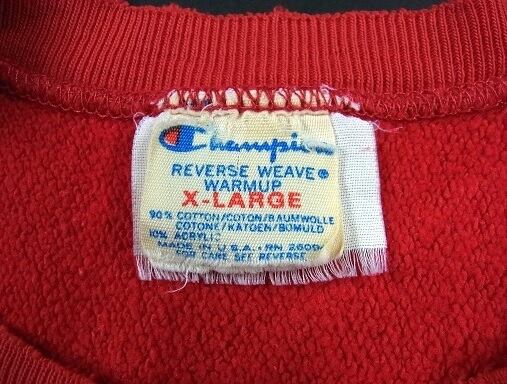 Champion
REVERSE WEAVE®
WARMUP
X-LARGE
90% COTTON/COTON/BAUMWOLLE
COTONE/KATOEN/BOMULD
10% ACRYLIC
MADE IN U.S.A.-RN 26094
FOR CARE SEE REVERSE